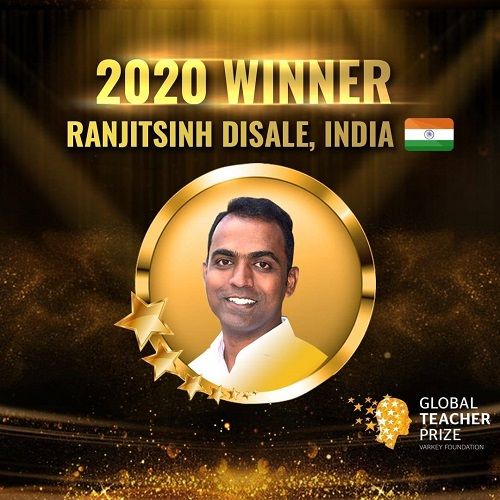 2020 WINNER
RANJITSINH DISALE, INDIA
GLOBAL
TEACHER
PRIZE
VARKEY FOUNDATION